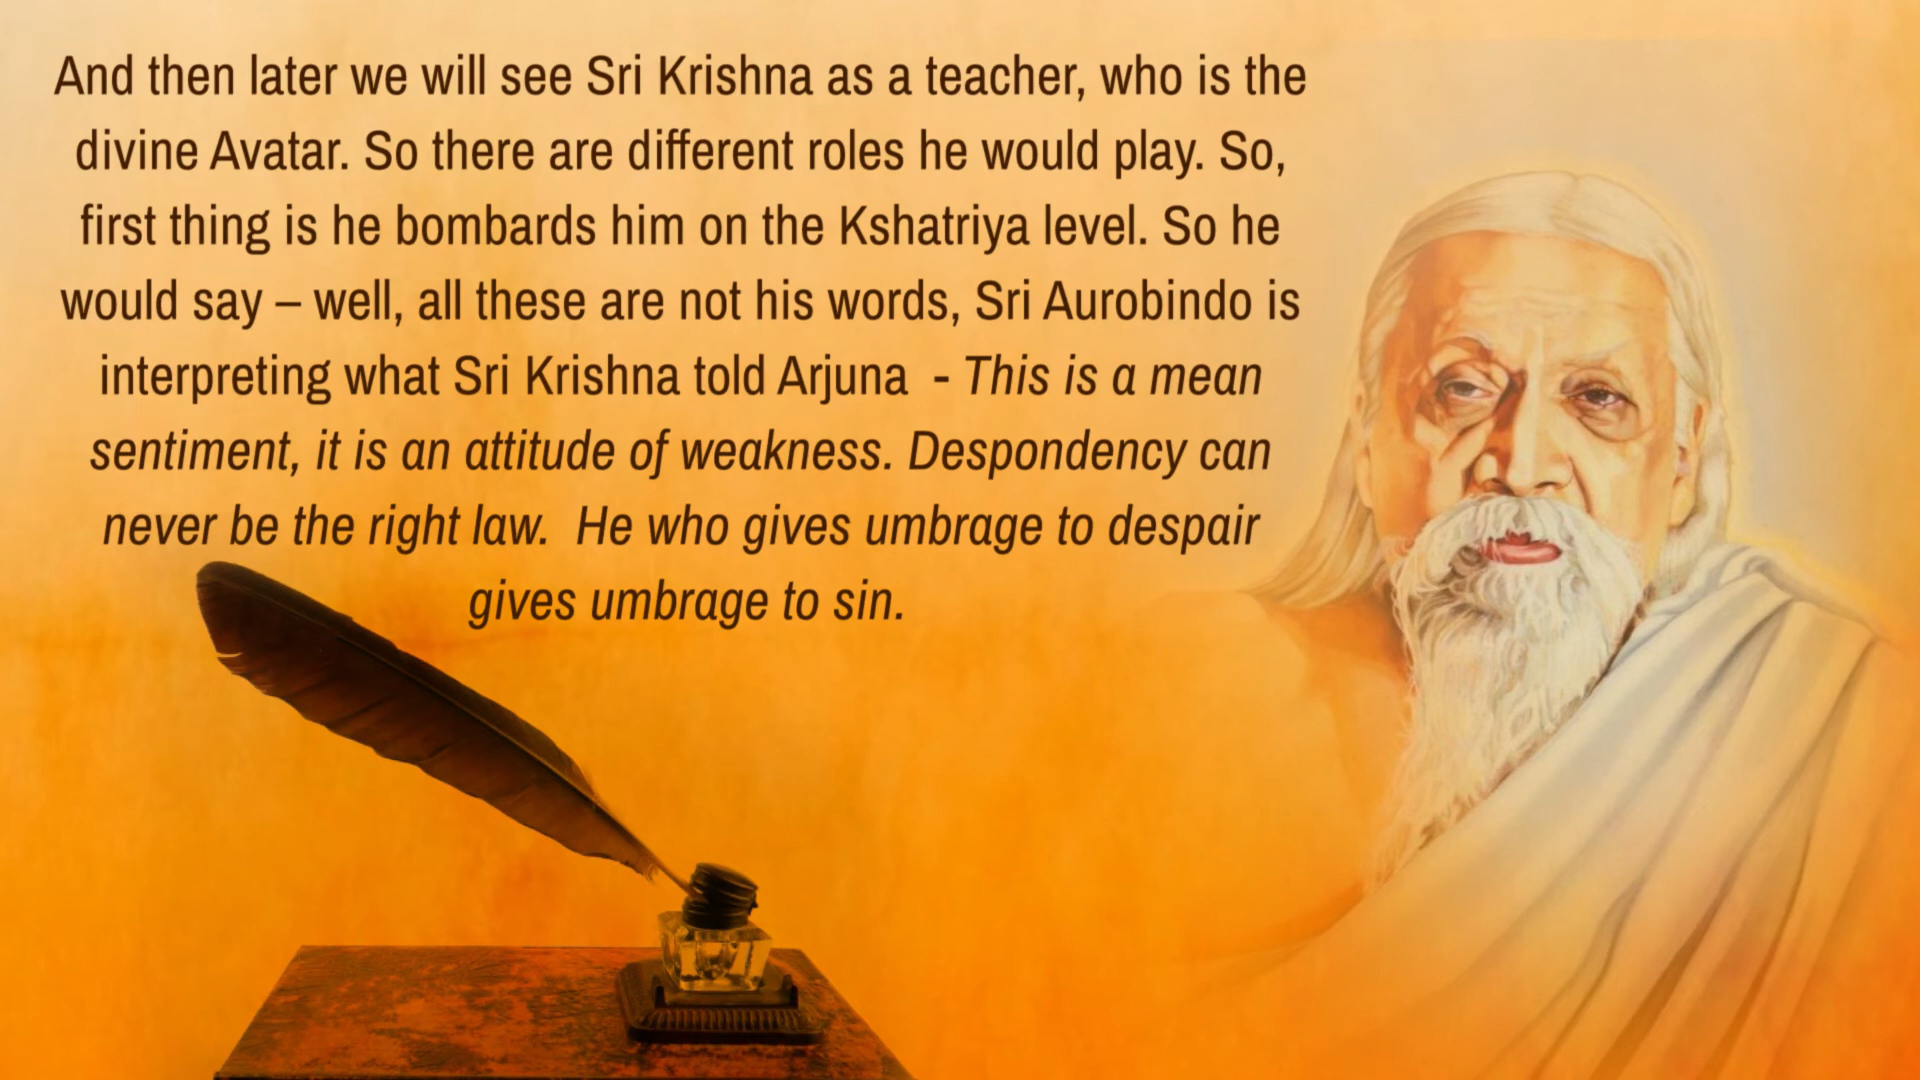 And then later we will see Sri Krishna as a teacher, who is the
divine Avatar. So there are different roles he would play. So,
first thing is he bombards him on the Kshatriya level. So he
would say – well, all these are not his words, Sri Aurobindo is
interpreting what Sri Krishna told Arjuna  - This is a mean
sentiment, it is an attitude of weakness. Despondency can
never be the right law.  He who gives umbrage to despair
gives umbrage to sin.